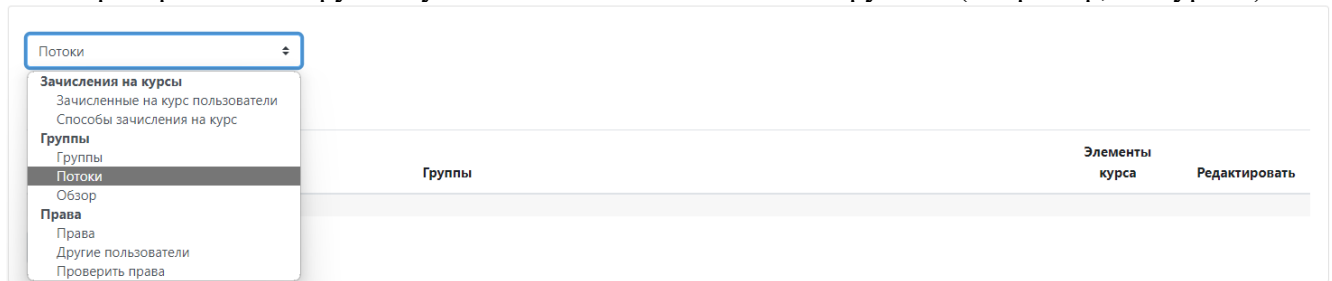 Потоки
Зачисления на курсы
Зачисленные на курс пользователи
Способы зачисления на курс
Группы
Группы
Потоки
Обзор
Права
Права
Другие пользователи
Проверить права
Группы
Элементы
курса
Редактировать